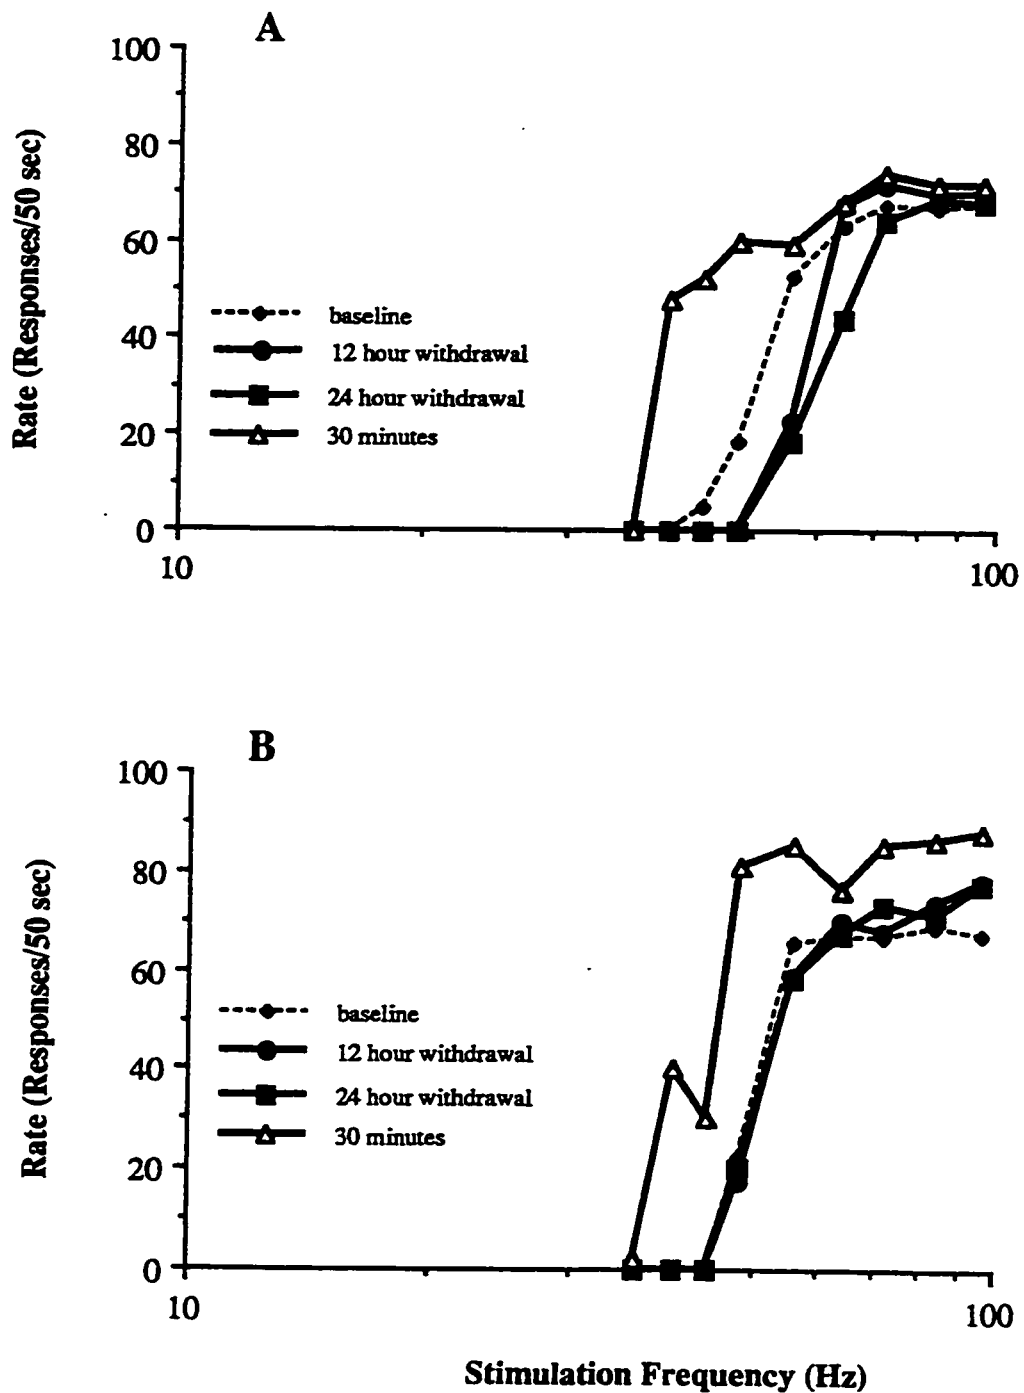 A
100
80
60
40
20
0
Rate (Responses/50 sec)
baseline
12 hour withdrawal
24 hour withdrawal
30 minutes
10
100
B
100
80
60
40
20
0
Rate (Responses/50 sec)
baseline
12 hour withdrawal
24 hour withdrawal
30 minutes
10
100
Stimulation Frequency (Hz)